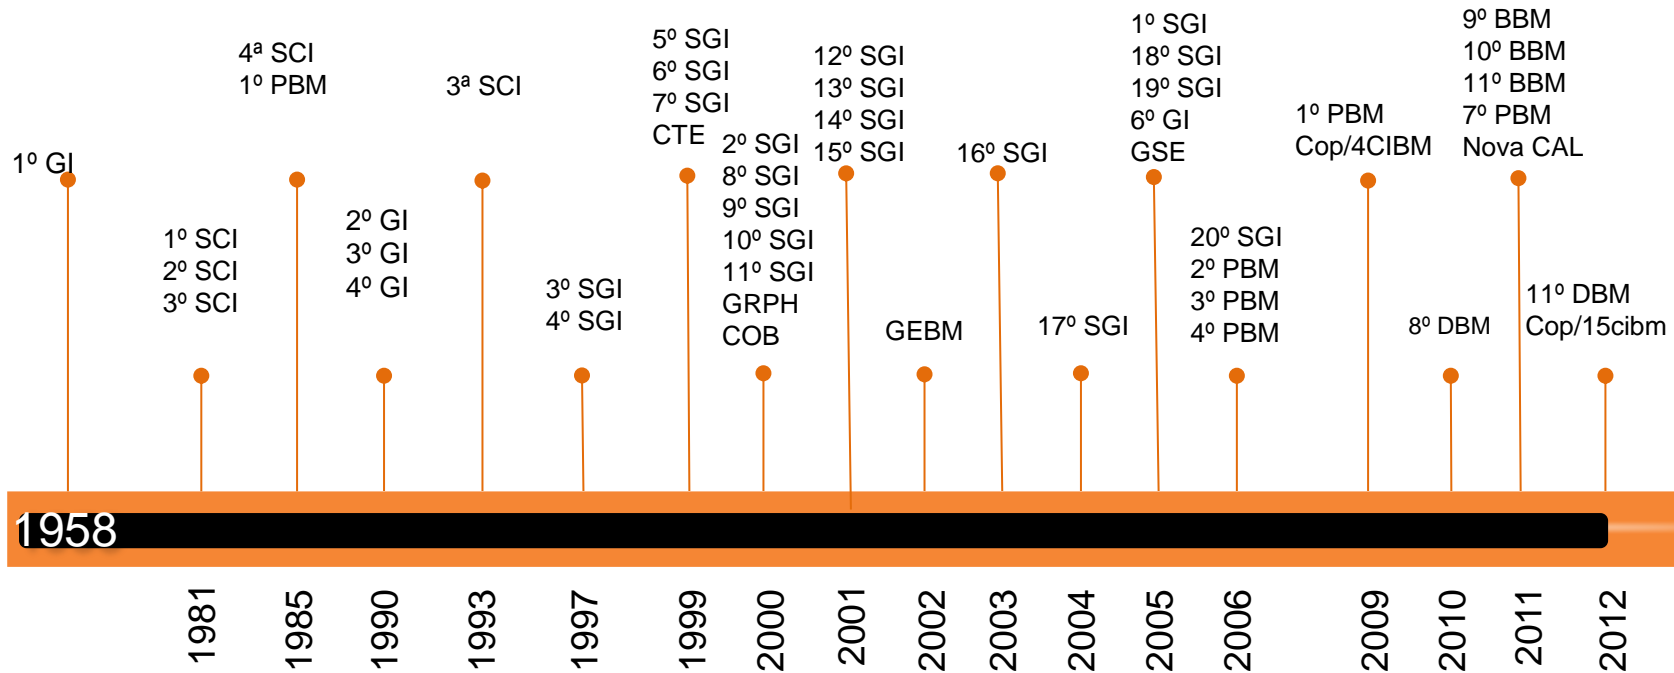 1º GI
1º SCI
2º SCI
3º SCI
4ª SCI
1º PBM
2º GI
3º GI
4º GI
3ª SCI
3º SGI
4º SGI
5º SGI
6º SGI
7º SGI
CTE
2º SGI
8º SGI
9º SGI
10º SGI
11º SGI
GRPH
COB
12º SGI
13º SGI
14º SGI
15º SGI
GEBM
16º SGI
17º SGI
1º SGI
18º SGI
19º SGI
6º GI
GSE
20º SGI
2º PBM
3º PBM
4º PBM
1º PBM
Cop/4CIBM
8º DBM
9º BBM
10º BBM
11º BBM
7º PBM
Nova CAL
11º DBM
Cop/15cibm
1958
1981
1985
1990
1993
1997
1999
2000
2001
2002
2003
2004
2005
2006
2009
2010
2011
2012